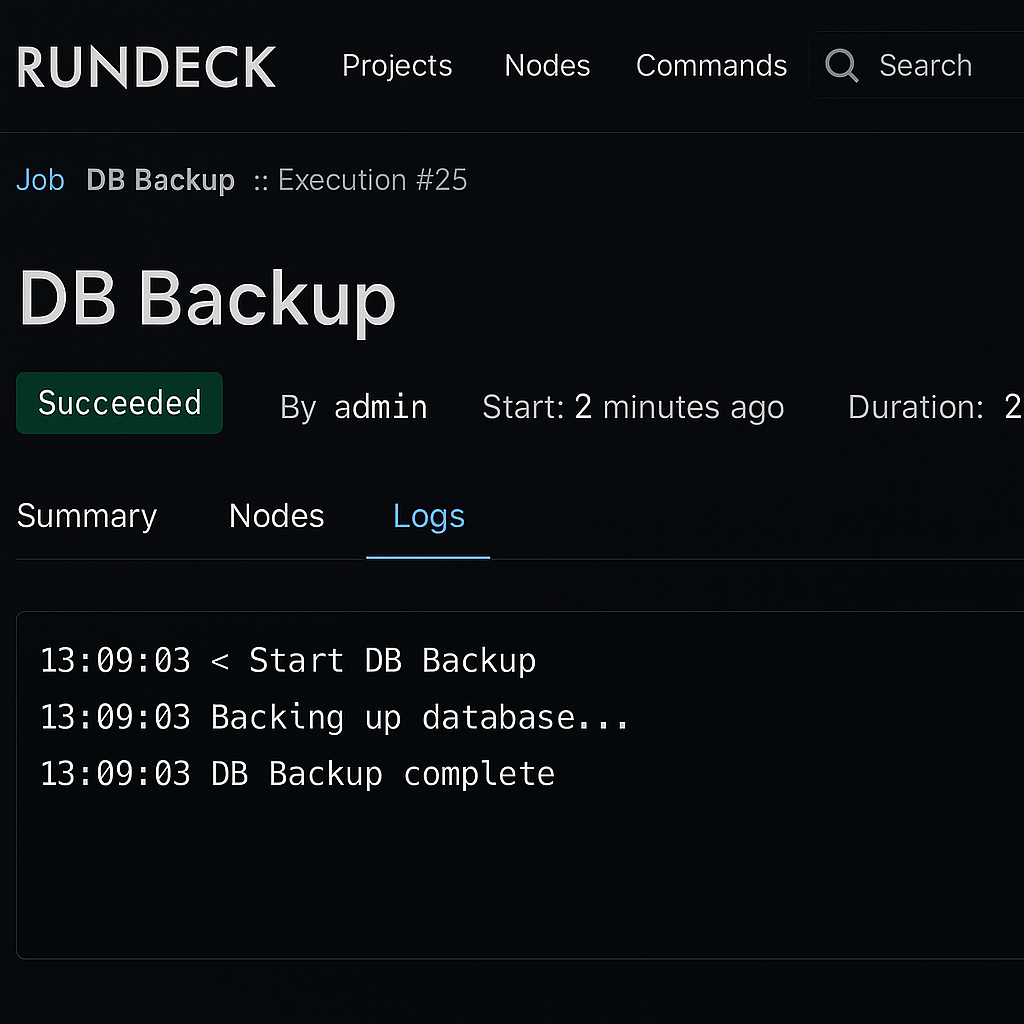 RUNDECK Projects Nodes Commands Search
Job DB Backup :: Execution #25
DB Backup
Succeeded By admin Start: 2 minutes ago Duration: 2
Summary Nodes Logs
13:09:03 < Start DB Backup
13:09:03 Backing up database...
13:09:03 DB Backup complete